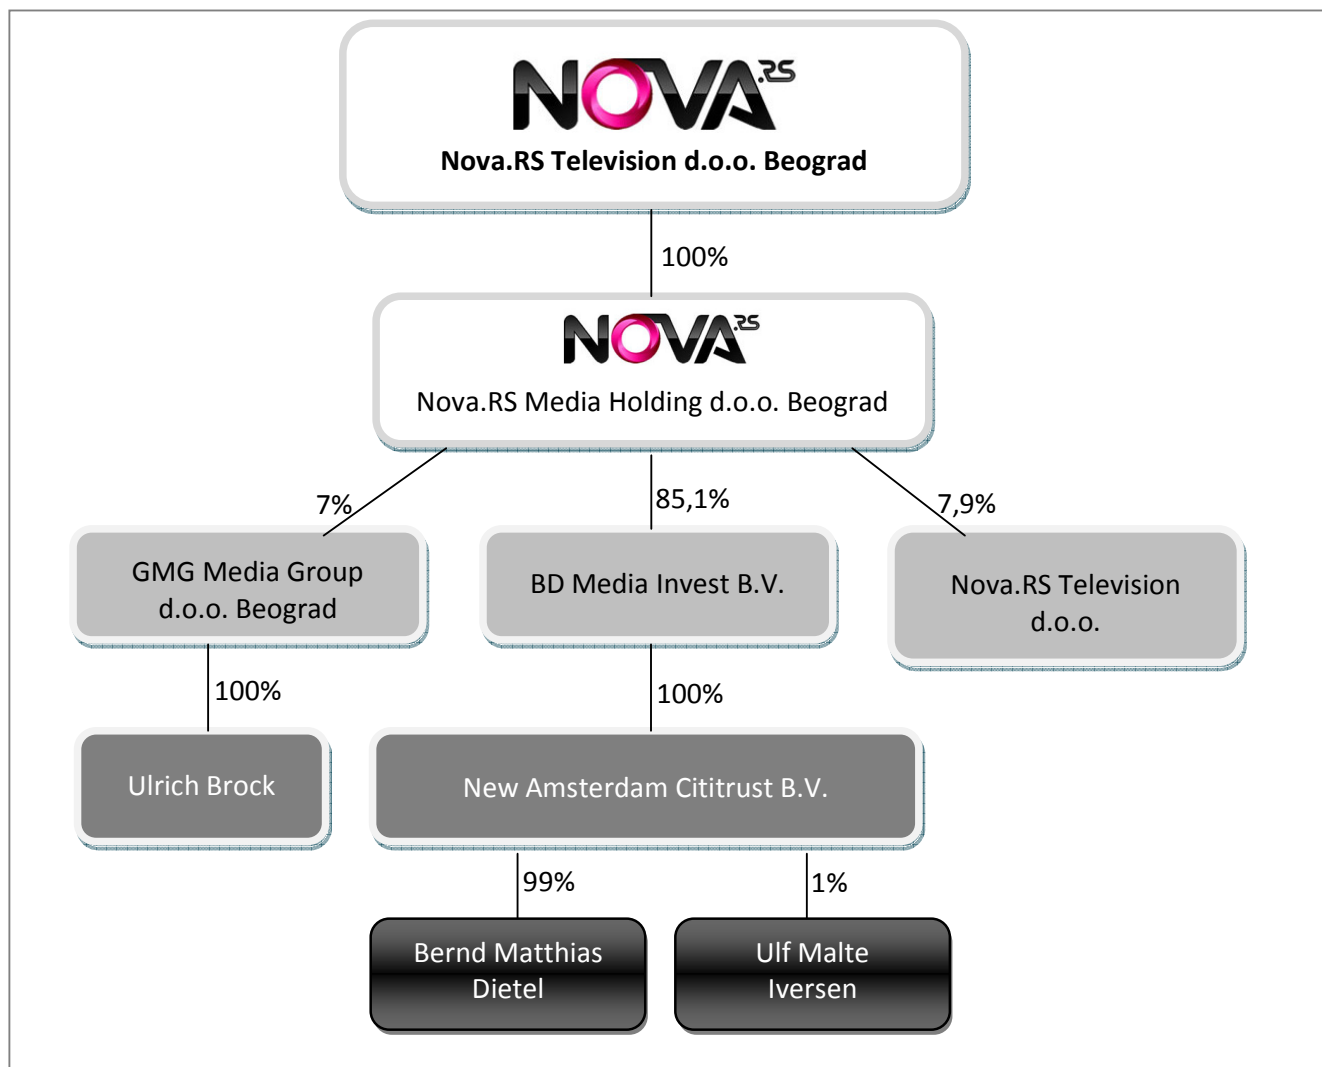 NOVA.RS
Nova.RS Television d.o.o. Beograd
100%
NOVA.RS
Nova.RS Media Holding d.o.o. Beograd
7%
85,1%
7,9%
GMG Media Group
d.o.o. Beograd
BD Media Invest B.V.
Nova.RS Television
d.o.o.
100%
100%
Ulrich Brock
New Amsterdam Cititrust B.V.
99%
1%
Bernd Matthias
Dietel
Ulf Malte
Iversen